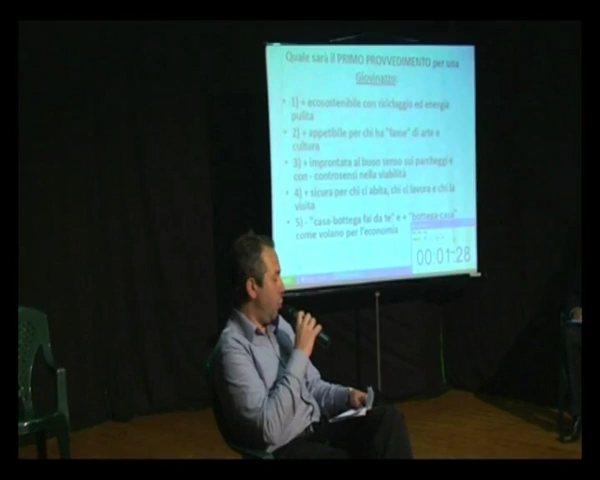 Quale sarà il PRIMO PROVVEDIMENTO per una
Giovinazzo:
• 1) + ecosostenibile con riciclaggio ed energia
pulita
• 2) + appetibile per chi ha "fame" di arte e
cultura
• 3) + improntata al buon senso sui parcheggi e
con - controsensi nella viabilità
• 4) + sicura per chi ci abita, chi ci lavora e chi la
visita
• 5) - "casa-bottega fai da te" e + "bottega-casa"
come volano per l'economia
00:01:28